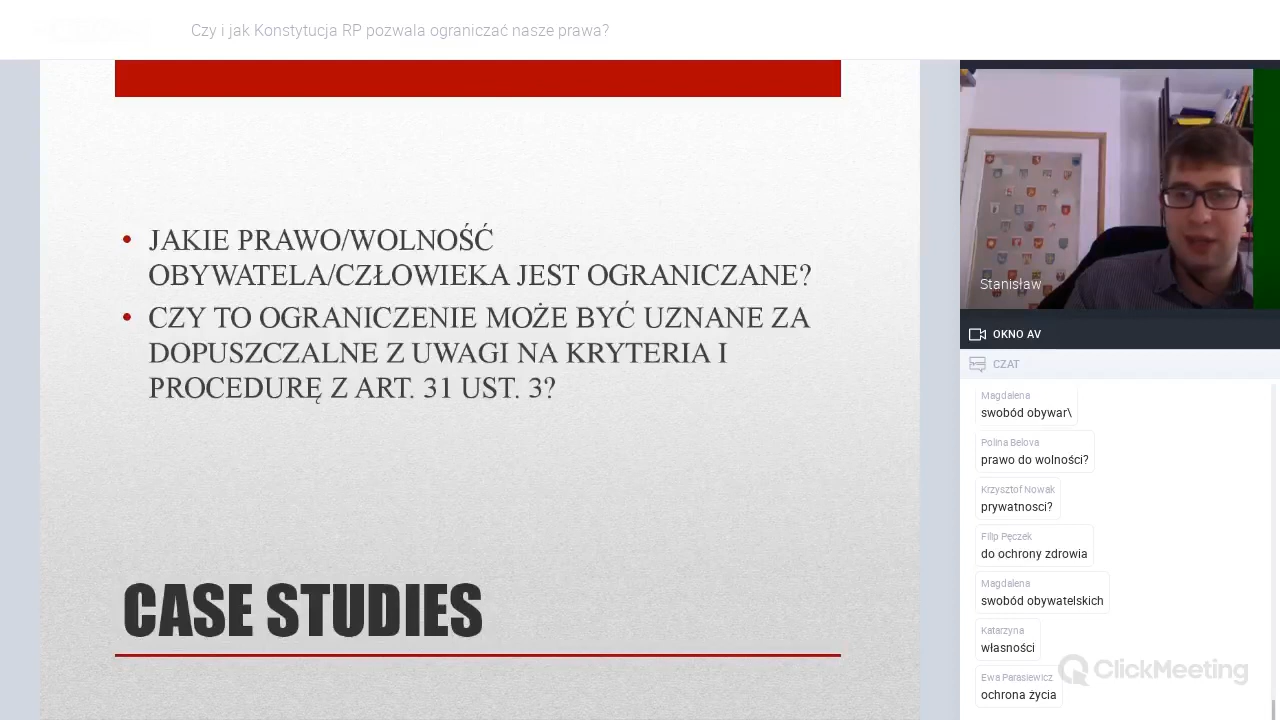 Czy i jak Konstytucja RP pozwala ograniczać nasze prawa?
• JAKIE PRAWO/WOLNOŚĆ
OBYWATELA/CZŁOWIEKA JEST OGRANICZANE?
• CZY TO OGRANICZENIE MOŻE BYĆ UZNANE ZA
DOPUSZCZALNE Z UWAGI NA KRYTERIA I
PROCEDURĘ Z ART. 31 UST. 3?
CASE STUDIES
Stanisław
OKNO AV
CZAT
Magdalena
swobód obywar\
Polina Belova
prawo do wolności?
Krzysztof Nowak
prywatnosci?
Filip Pęczek
do ochrony zdrowia
Magdalena
swobód obywatelskich
Katarzyna
własności
Ewa Parasiewicz
ochrona życia
ClickMeeting